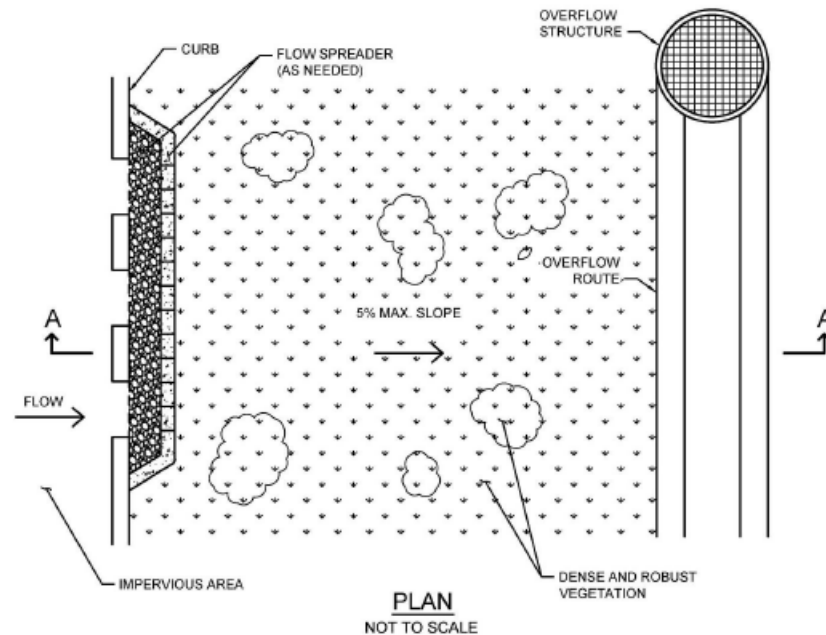 OVERFLOW
STRUCTURE
CURB
FLOW SPREADER
(AS NEEDED)
OVERFLOW
ROUTE
5% MAX. SLOPE
A
A
FLOW
IMPERVIOUS AREA
DENSE AND ROBUST
VEGETATION
PLAN
NOT TO SCALE